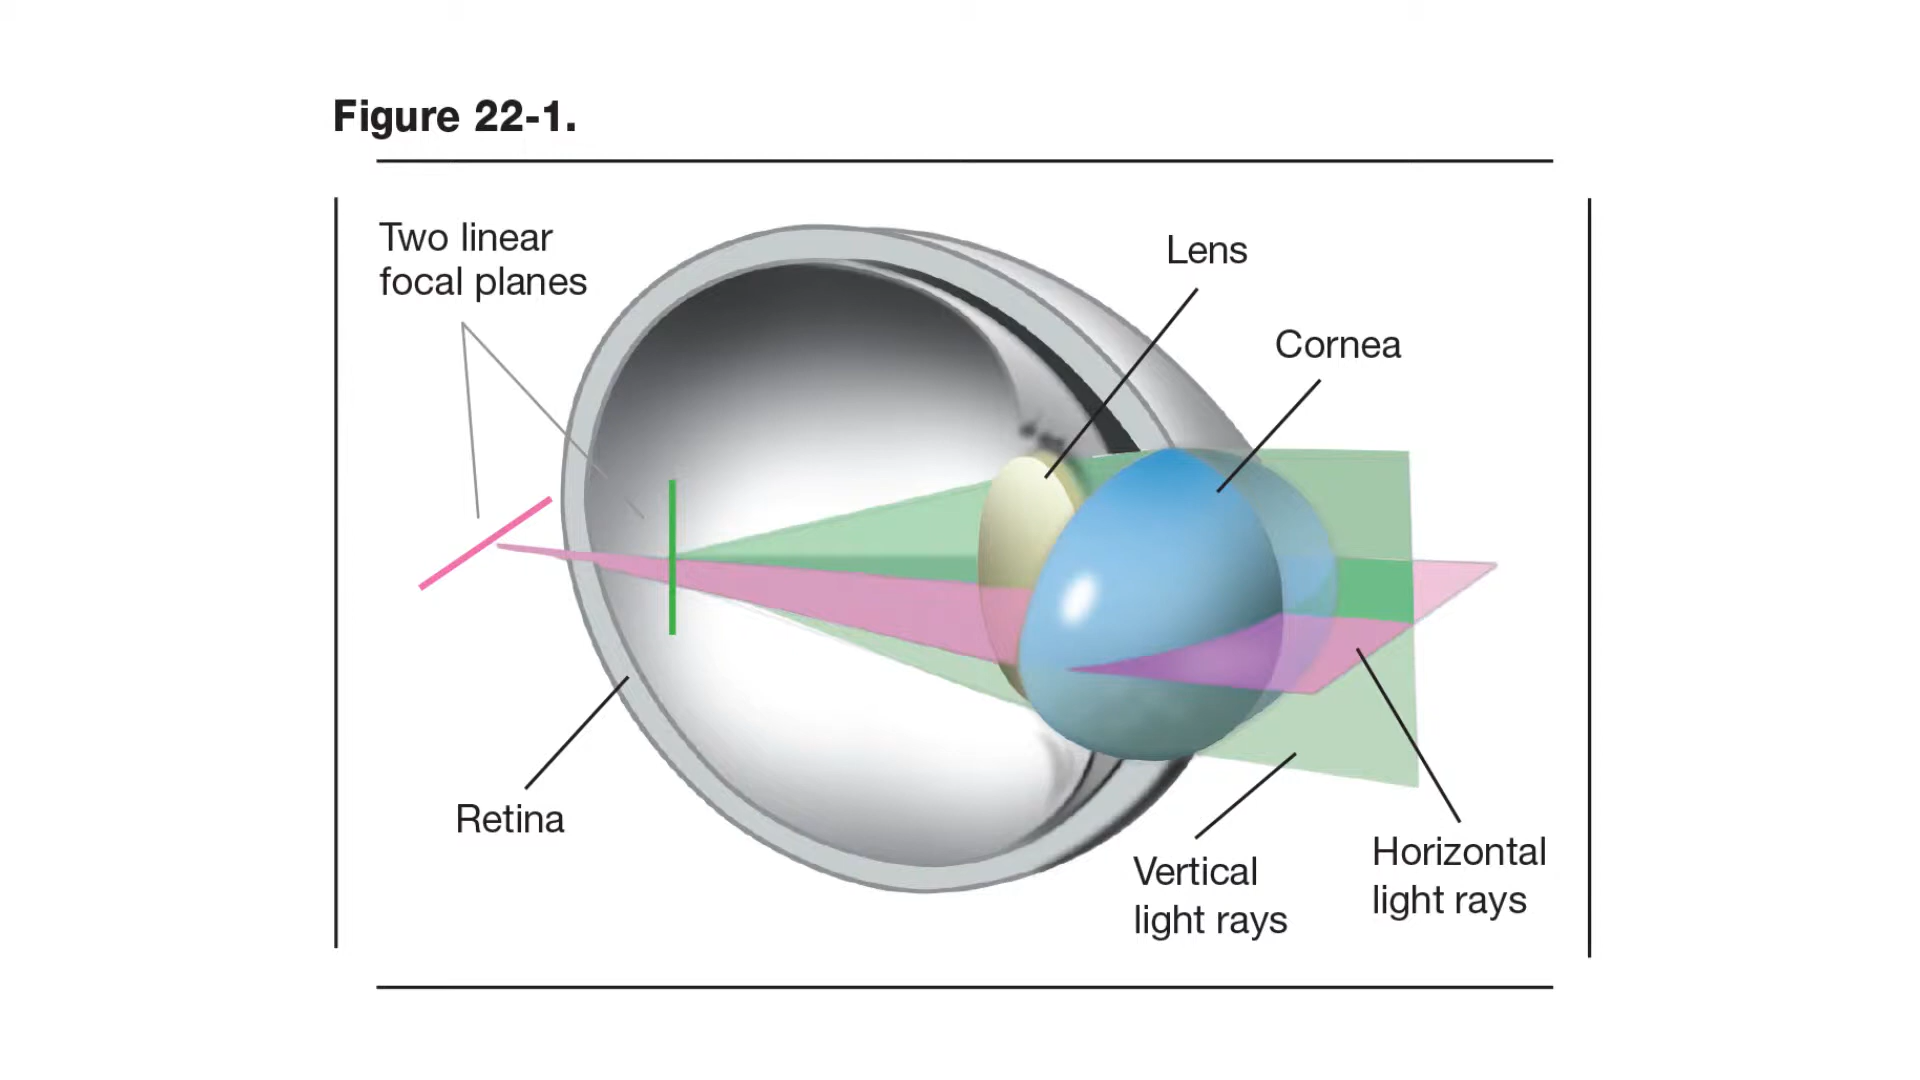 Figure 22-1.
Two linear
focal planes
Lens
Cornea
Retina
Vertical
light rays
Horizontal
light rays